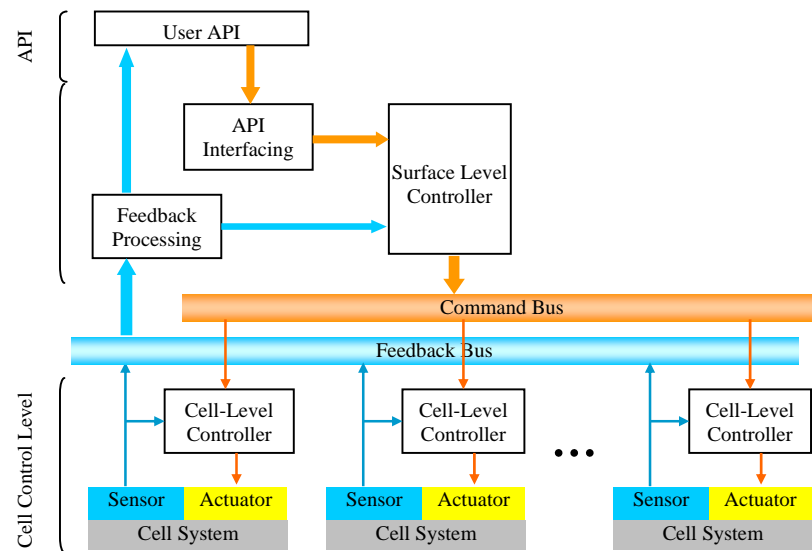 API
User API
API
Interfacing
Surface Level
Controller
Feedback
Processing
Command Bus
Feedback Bus
Cell Control Level
Cell-Level
Controller
Cell-Level
Controller
...
Cell-Level
Controller
Sensor
Actuator
Cell System
Sensor
Actuator
Cell System
Sensor
Actuator
Cell System